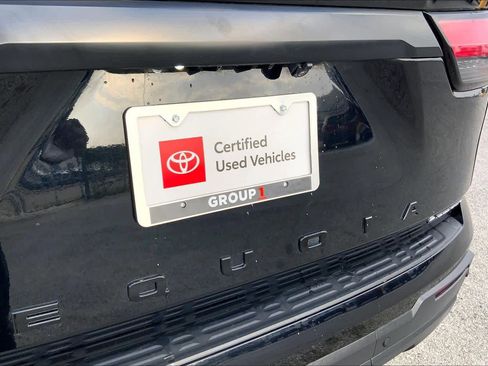 Certified
Used Vehicles
GROUP 1
EQUOIA